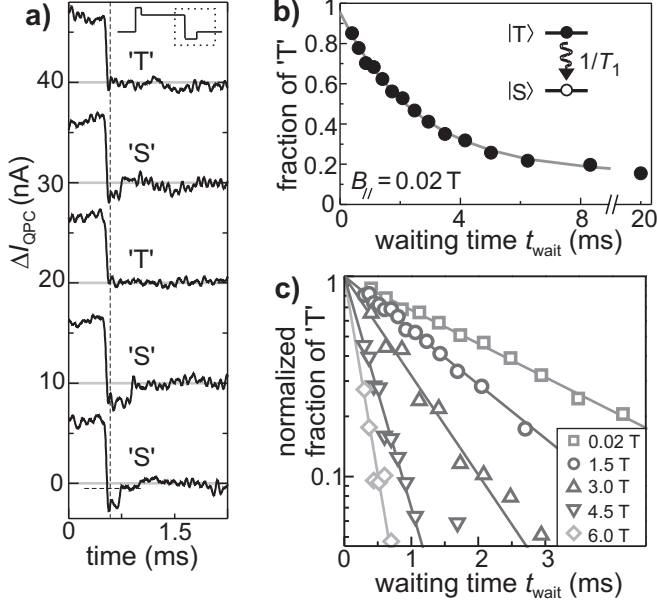 a)
ΔI_QPC (nA)
40
30
20
10
0
'T'
'S'
'T'
'S'
'S'
0
1.5
time (ms)
b)
fraction of 'T'
1
0.8
0.6
0.4
0.2
0
|T⟩
1/T₁
|S⟩
B_// = 0.02 T
0 4 8 20
waiting time t_wait (ms)
c)
normalized
fraction of 'T'
1
0.1
0.02 T
1.5 T
3.0 T
4.5 T
6.0 T
0 1 2 3
waiting time t_wait (ms)